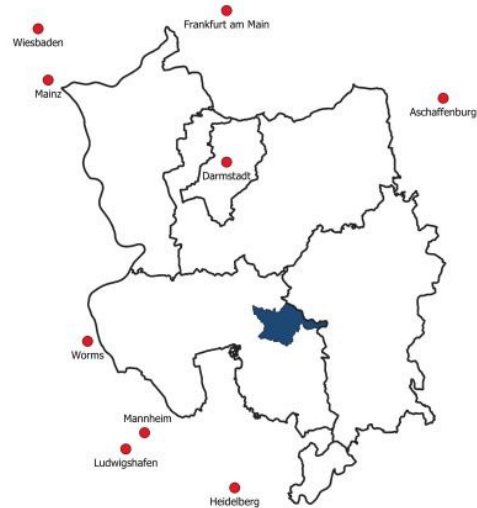 Frankfurt am Main
Wiesbaden
Mainz
Aschaffenburg
Darmstadt
Worms
Mannheim
Ludwigshafen
Heidelberg